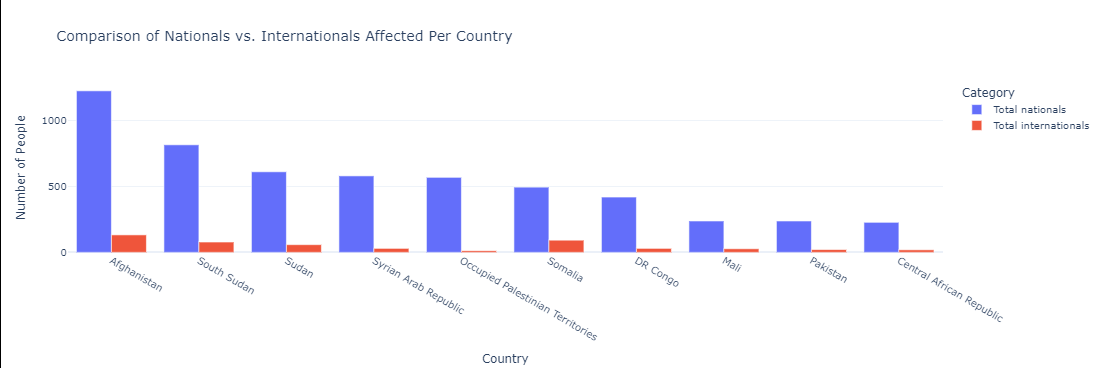 Comparison of Nationals vs. Internationals Affected Per Country
Category
Total nationals
Total internationals
Number of People
1000
500
0
Afghanistan
South Sudan
Sudan
Syrian Arab Republic
Occupied Palestinian Territories
Somalia
DR Congo
Mali
Pakistan
Central African Republic
Country